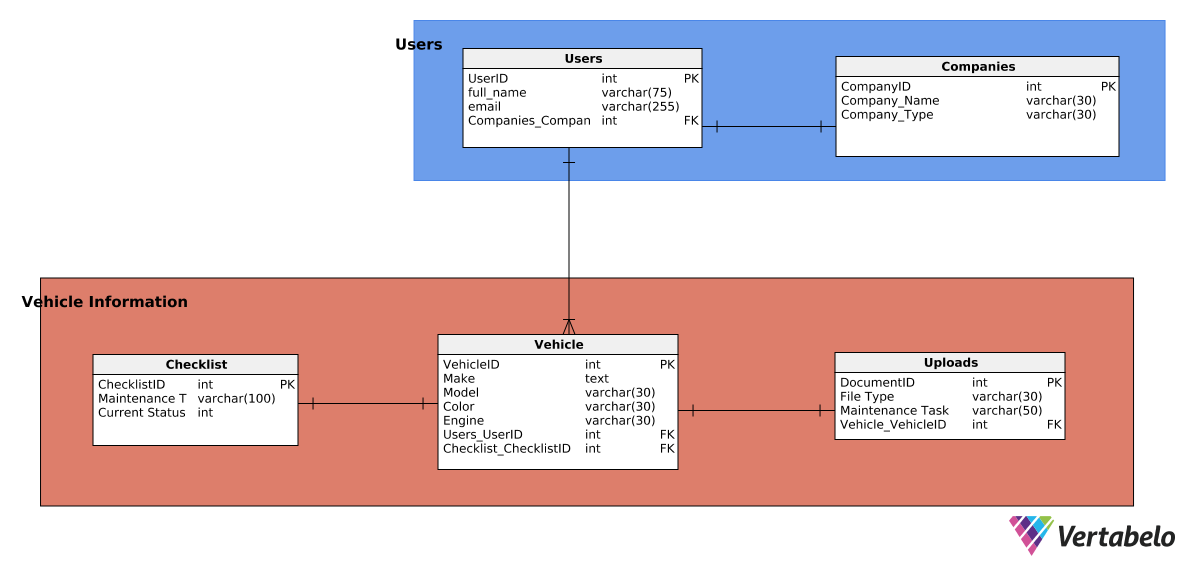 Users
Users
UserID int PK
full_name varchar(75)
email varchar(255)
Companies_Compan int FK
Companies
CompanyID int PK
Company_Name varchar(30)
Company_Type varchar(30)
Vehicle Information
Checklist
ChecklistID int PK
Maintenance T varchar(100)
Current Status int
Vehicle
VehicleID int PK
Make text
Model varchar(30)
Color varchar(30)
Engine varchar(30)
Users_UserID int FK
Checklist_ChecklistID int FK
Uploads
DocumentID int PK
File Type varchar(30)
Maintenance Task varchar(50)
Vehicle_VehicleID int FK
Vertabelo